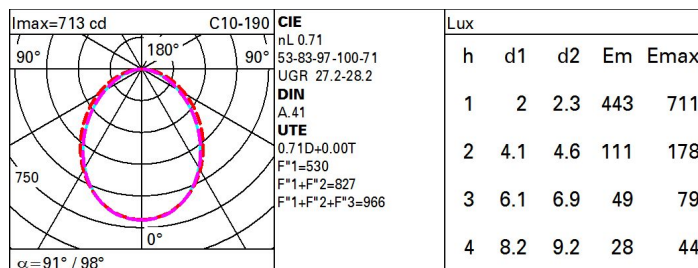 Imax=713 cd C10-190
90° 180° 90°
750
0°
α=91° / 98°
CIE
nL 0.71
53-83-97-100-71
UGR 27.2-28.2
DIN
A.41
UTE
0.71D+0.00T
F"1=530
F"1+F"2=827
F"1+F"2+F"3=966
Lux
h d1 d2 Em Emax
1 2 2.3 443 711
2 4.1 4.6 111 178
3 6.1 6.9 49 79
4 8.2 9.2 28 44